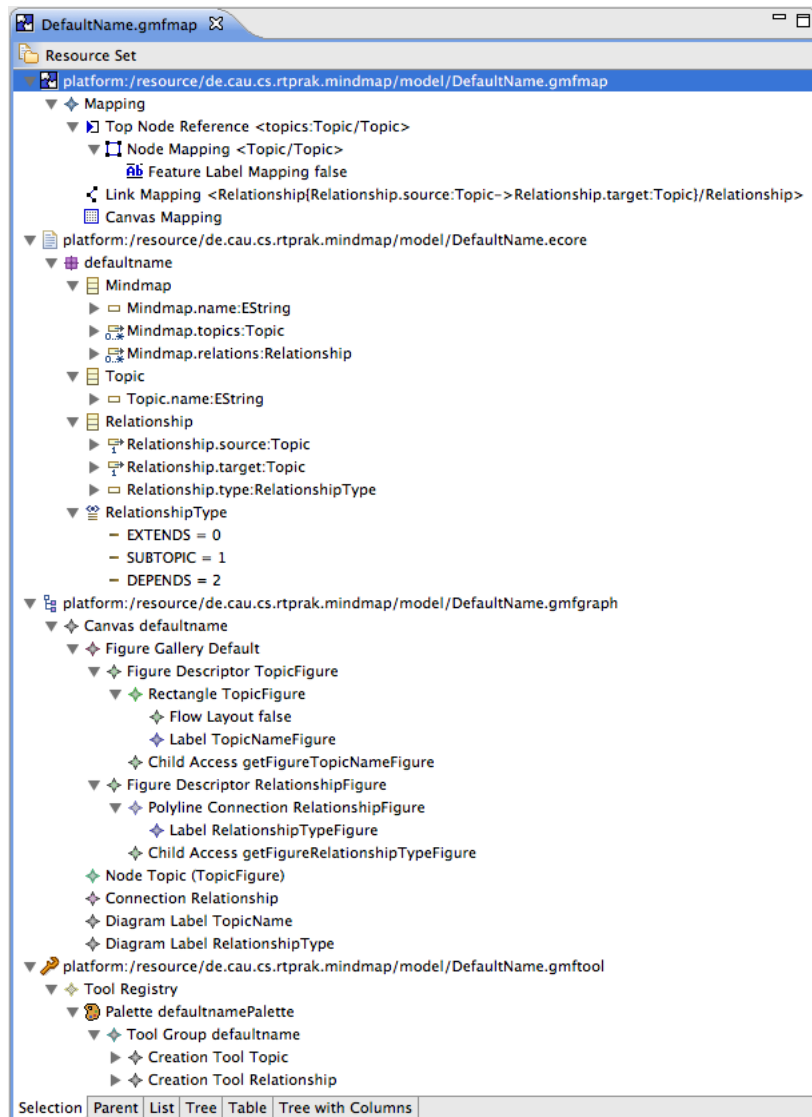 DefaultName.gmfmap
Resource Set
platform:/resource/de.cau.cs.rtprak.mindmap/model/DefaultName.gmfmap
Mapping
Top Node Reference <topics:Topic/Topic>
Node Mapping <Topic/Topic>
Ab Feature Label Mapping false
Link Mapping <Relationship{Relationship.source:Topic->Relationship.target:Topic}/Relationship>
Canvas Mapping
platform:/resource/de.cau.cs.rtprak.mindmap/model/DefaultName.ecore
defaultname
Mindmap
Mindmap.name:EString
0..* Mindmap.topics:Topic
0..* Mindmap.relations:Relationship
Topic
Topic.name:EString
Relationship
1 Relationship.source:Topic
1 Relationship.target:Topic
Relationship.type:RelationshipType
RelationshipType
EXTENDS = 0
SUBTOPIC = 1
DEPENDS = 2
platform:/resource/de.cau.cs.rtprak.mindmap/model/DefaultName.gmfgraph
Canvas defaultname
Figure Gallery Default
Figure Descriptor TopicFigure
Rectangle TopicFigure
Flow Layout false
Label TopicNameFigure
Child Access getFigureTopicNameFigure
Figure Descriptor RelationshipFigure
Polyline Connection RelationshipFigure
Label RelationshipTypeFigure
Child Access getFigureRelationshipTypeFigure
Node Topic (TopicFigure)
Connection Relationship
Diagram Label TopicName
Diagram Label RelationshipType
platform:/resource/de.cau.cs.rtprak.mindmap/model/DefaultName.gmftool
Tool Registry
Palette defaultnamePalette
Tool Group defaultname
Creation Tool Topic
Creation Tool Relationship
Selection Parent List Tree Table Tree with Columns